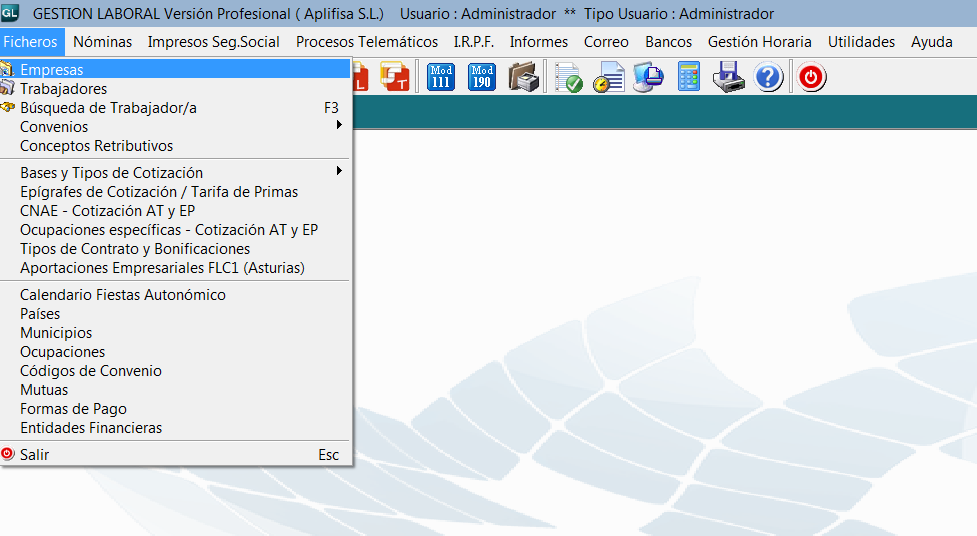 GL GESTION LABORAL Versión Profesional ( Aplifisa S.L.) Usuario : Administrador ** Tipo Usuario : Administrador
Ficheros Nóminas Impresos Seg.Social Procesos Telemáticos I.R.P.F. Informes Correo Bancos Gestión Horaria Utilidades Ayuda
L T Mod 111 Mod 190 ?
Empresas
Trabajadores
Búsqueda de Trabajador/a F3
Convenios
Conceptos Retributivos
Bases y Tipos de Cotización
Epígrafes de Cotización / Tarifa de Primas
CNAE - Cotización AT y EP
Ocupaciones específicas - Cotización AT y EP
Tipos de Contrato y Bonificaciones
Aportaciones Empresariales FLC1 (Asturias)
Calendario Fiestas Autonómico
Países
Municipios
Ocupaciones
Códigos de Convenio
Mutuas
Formas de Pago
Entidades Financieras
Salir Esc